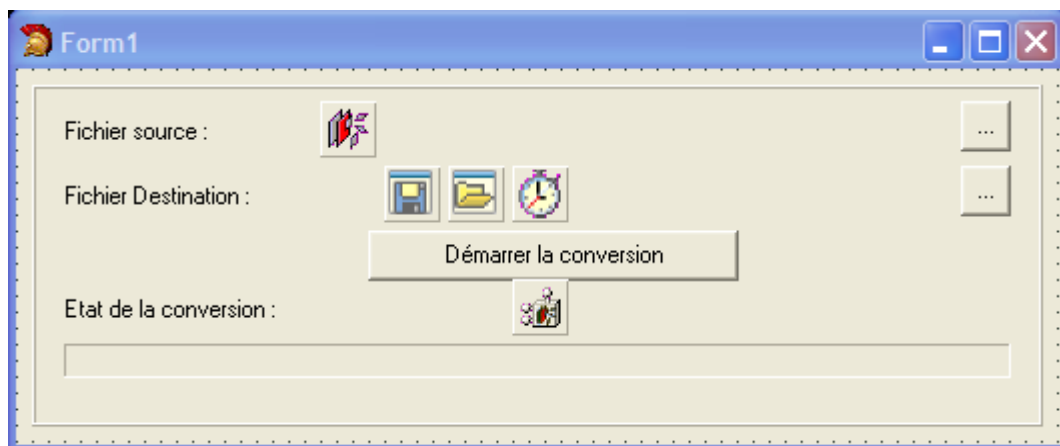 Form1
Fichier source :
...
Fichier Destination :
...
Démarrer la conversion
Etat de la conversion :